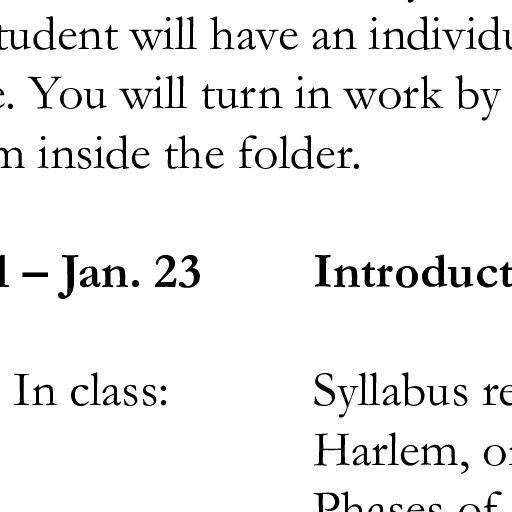 tudent will have an individu
e. You will turn in work by
m inside the folder.
1 – Jan. 23 Introduct
In class: Syllabus re
Harlem, o
Phases of